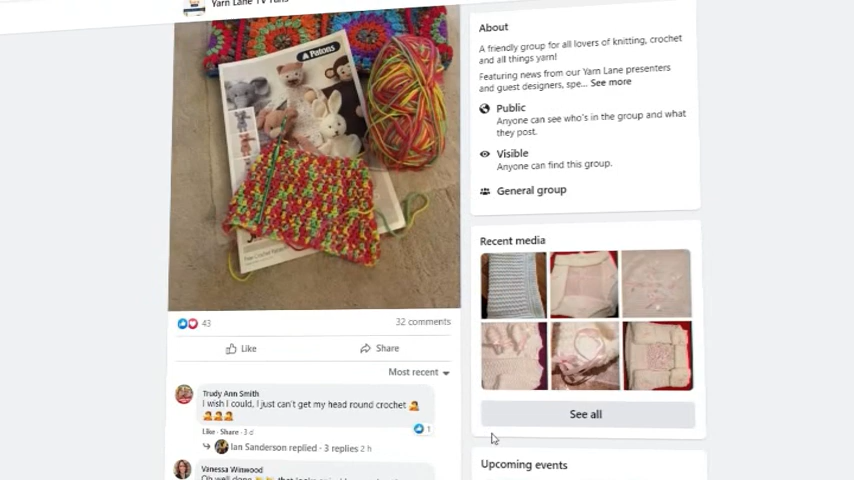 Yarn Lane TV Fans
Patons
43
32 comments
Like
Share
Most recent
Trudy Ann Smith
I wish I could, I just can't get my head round crochet
Like · Share · 3 d
1
Ian Sanderson replied · 3 replies 2 h
Vanessa Winwood
About
A friendly group for all lovers of knitting, crochet
and all things yarn!
Featuring news from our Yarn Lane presenters
and guest designers, spe... See more
Public
Anyone can see who's in the group and what
they post.
Visible
Anyone can find this group.
General group
Recent media
See all
Upcoming events